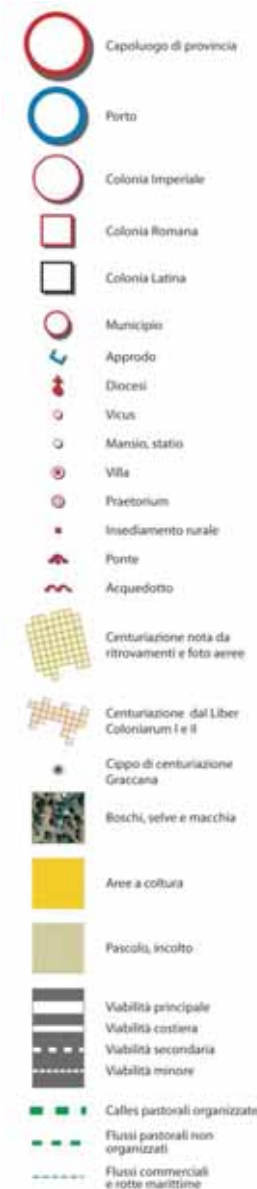 Capoluogo di provincia
Porto
Colonia Imperiale
Colonia Romana
Colonia Latina
Municipio
Approdo
Diocesi
Vicus
Mansio, statio
Villa
Praetorium
Insediamento rurale
Ponte
Acquedotto
Centuriazione nota da
ritrovamenti e foto aeree
Centuriazione dal Liber
Coloniarum I e II
Cippo di centuriazione
Graccana
Boschi, selve e macchia
Aree a coltura
Pascolo, incolto
Viabilità principale
Viabilità costiera
Viabilità secondaria
Viabilità minore
Calles pastorali organizzate
Flussi pastorali non
organizzati
Flussi commerciali
e rotte marittime